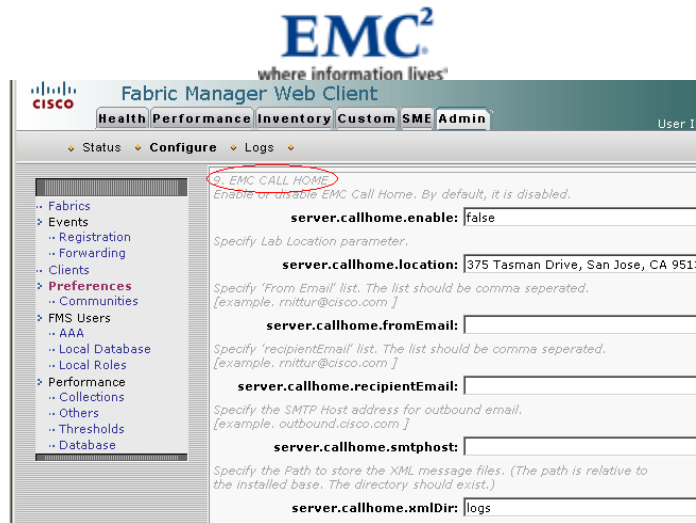 EMC²
where information lives®
CISCO
Fabric Manager Web Client
Health Performance Inventory Custom SME Admin
User I
Status Configure Logs
Fabrics
Events
Registration
Forwarding
Clients
Preferences
Communities
FMS Users
AAA
Local Database
Local Roles
Performance
Collections
Others
Thresholds
Database
9. EMC CALL HOME
Enable or disable EMC Call Home. By default, it is disabled.
server.callhome.enable: false
Specify Lab Location parameter.
server.callhome.location: 375 Tasman Drive, San Jose, CA 9513
Specify 'From Email' list. The list should be comma seperated.
[example. rnittur@cisco.com ]
server.callhome.fromEmail:
Specify 'recipientEmail' list. The list should be comma seperated.
[example. rnittur@cisco.com ]
server.callhome.recipientEmail:
Specify the SMTP Host address for outbound email.
[example. outbound.cisco.com ]
server.callhome.smtphost:
Specify the Path to store the XML message files. (The path is relative to
the installed base. The directory should exist.)
server.callhome.xmlDir: logs